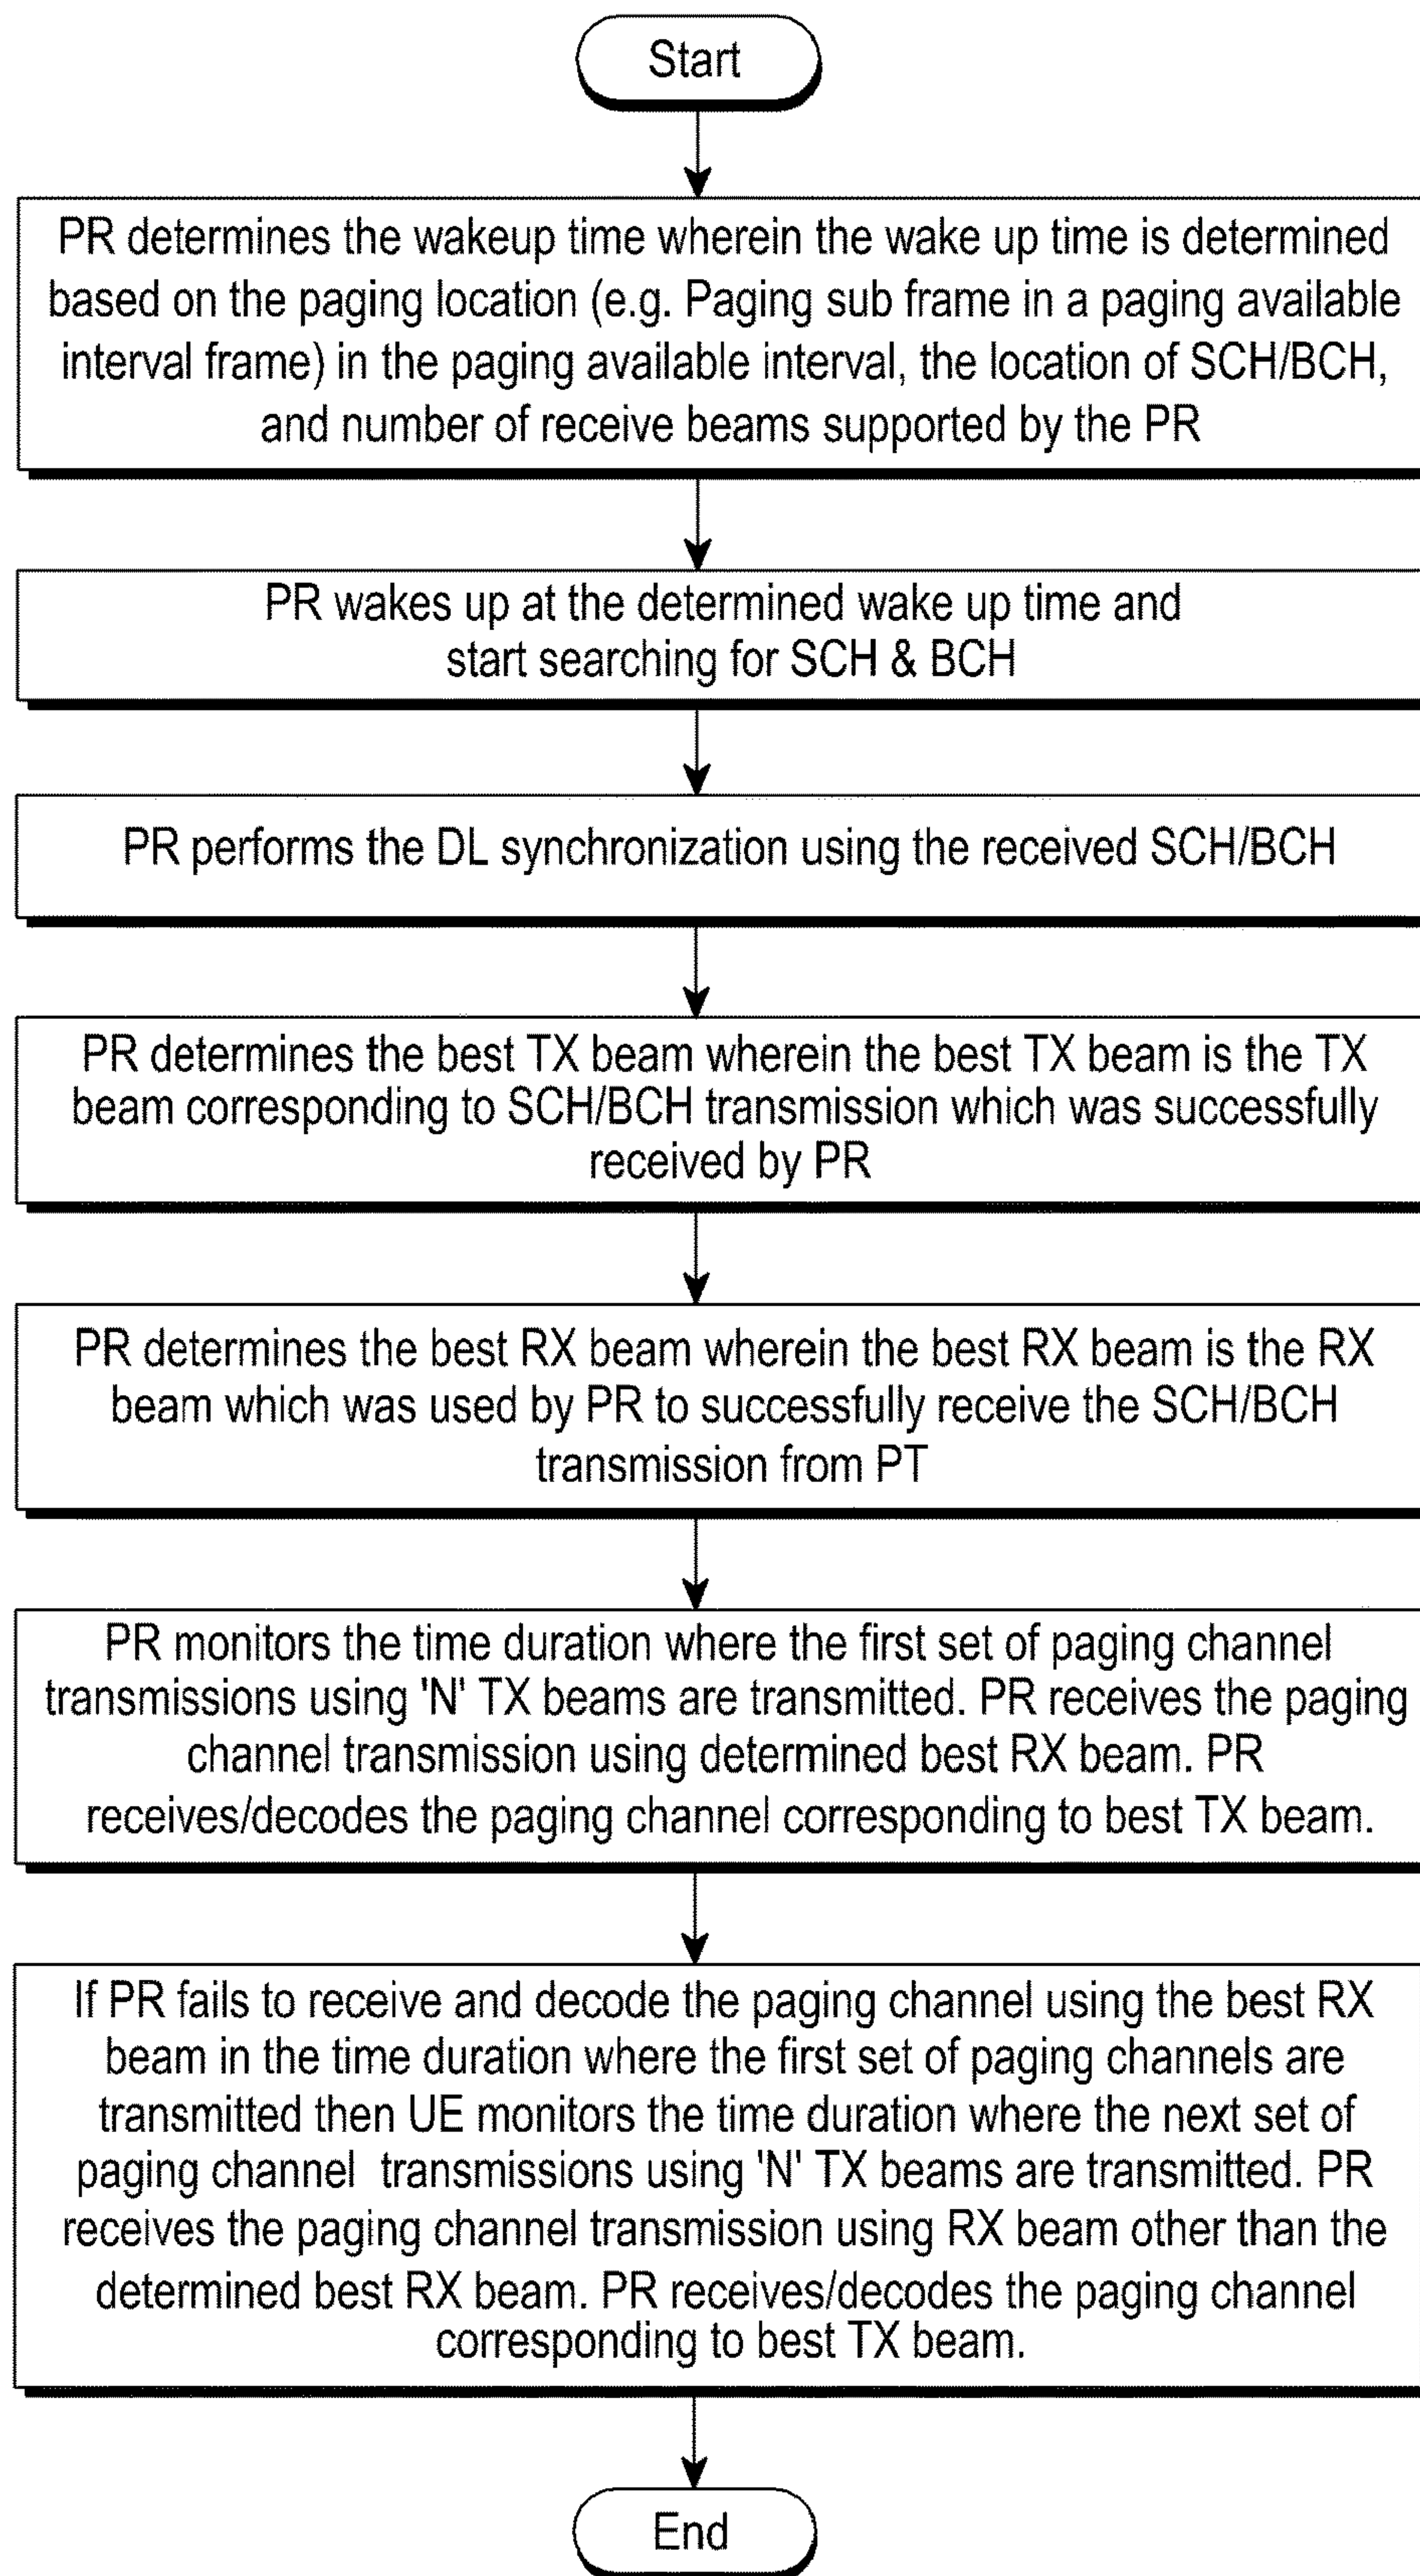 Start
PR determines the wakeup time wherein the wake up time is determined
based on the paging location (e.g. Paging sub frame in a paging available
interval frame) in the paging available interval, the location of SCH/BCH,
and number of receive beams supported by the PR
PR wakes up at the determined wake up time and
start searching for SCH & BCH
PR performs the DL synchronization using the received SCH/BCH
PR determines the best TX beam wherein the best TX beam is the TX
beam corresponding to SCH/BCH transmission which was successfully
received by PR
PR determines the best RX beam wherein the best RX beam is the RX
beam which was used by PR to successfully receive the SCH/BCH
transmission from PT
PR monitors the time duration where the first set of paging channel
transmissions using 'N' TX beams are transmitted. PR receives the paging
channel transmission using determined best RX beam. PR
receives/decodes the paging channel corresponding to best TX beam.
If PR fails to receive and decode the paging channel using the best RX
beam in the time duration where the first set of paging channels are
transmitted then UE monitors the time duration where the next set of
paging channel transmissions using 'N' TX beams are transmitted. PR
receives the paging channel transmission using RX beam other than the
determined best RX beam. PR receives/decodes the paging channel
corresponding to best TX beam.
End